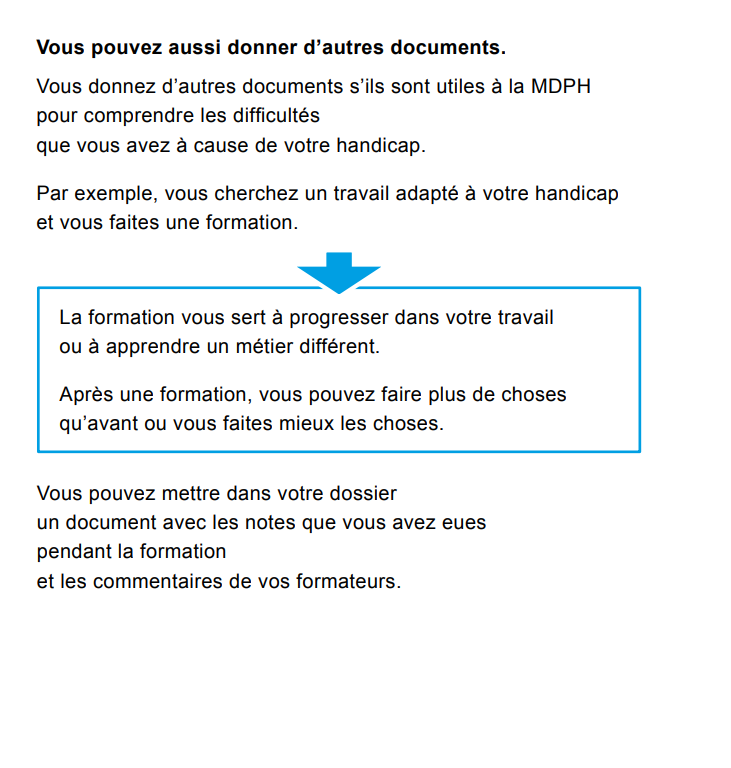 Vous pouvez aussi donner d’autres documents.
Vous donnez d’autres documents s’ils sont utiles à la MDPH
pour comprendre les difficultés
que vous avez à cause de votre handicap.
Par exemple, vous cherchez un travail adapté à votre handicap
et vous faites une formation.
La formation vous sert à progresser dans votre travail
ou à apprendre un métier différent.
Après une formation, vous pouvez faire plus de choses
qu’avant ou vous faites mieux les choses.
Vous pouvez mettre dans votre dossier
un document avec les notes que vous avez eues
pendant la formation
et les commentaires de vos formateurs.